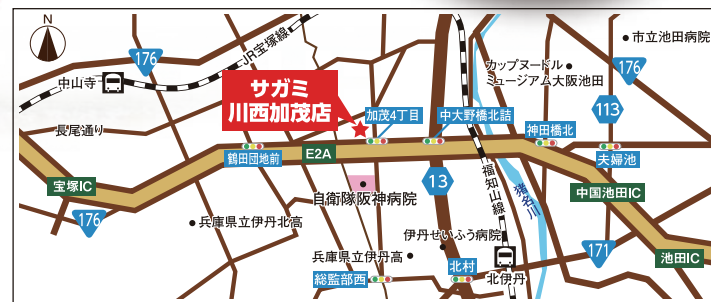 N
176
JR宝塚線
中山寺
長尾通り
サガミ
川西加茂店
加茂4丁目
中大野橋北詰
カップヌードル
ミュージアム大阪池田
市立池田病院
176
113
神田橋北
夫婦池
鶴田団地前
E2A
宝塚IC
176
自衛隊阪神病院
13
福知山線
猪名川
中国池田IC
兵庫県立伊丹北高
伊丹せいふう病院
兵庫県立伊丹高
総監部西
北村
北伊丹
171
池田IC